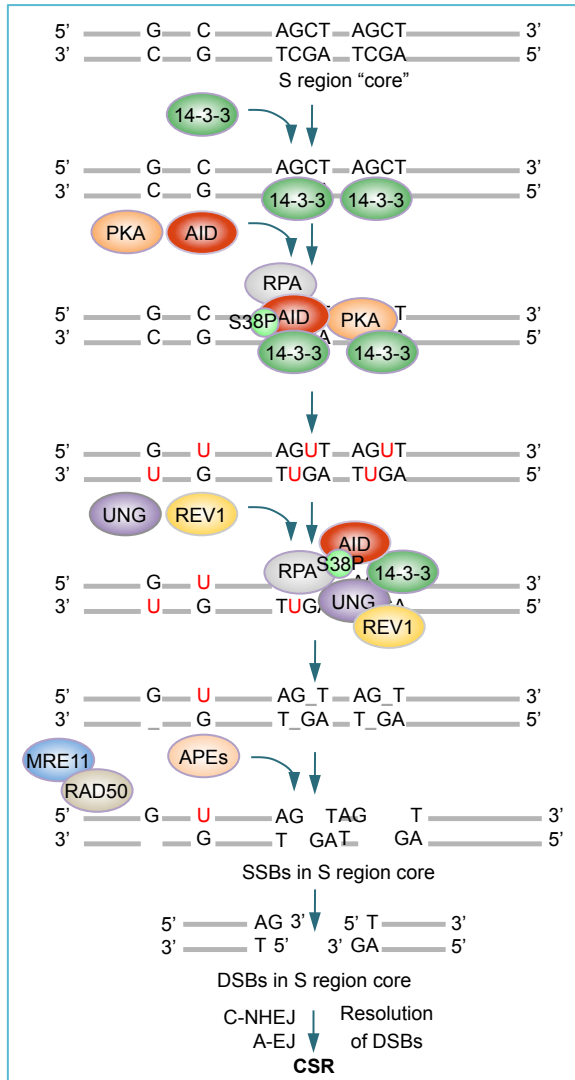 5’ G C AGCT AGCT 3’
3’ C G TCGA TCGA 5’
S region “core”
14-3-3
5’ G C AGCT AGCT 3’
3’ C G 5’
14-3-3 14-3-3
PKA AID
RPA
5’ G C T 3’
S38P AID PKA
3’ C G A A 5’
14-3-3 14-3-3
5’ G U AGUT AGUT 3’
3’ U G TUGA TUGA 5’
UNG REV1
AID
RPA S38P 14-3-3
5’ G U 3’
3’ U G TUGA UNG A 5’
REV1
5’ G U AG_T AG_T 3’
3’ _ G T_GA T_GA 5’
MRE11 APEs
RAD50
5’ G U AG TAG T 3’
3’ G T GAT GA 5’
SSBs in S region core
5’ AG 3’ 5’ T 3’
3’ T 5’ 3’ GA 5’
DSBs in S region core
C-NHEJ Resolution
A-EJ of DSBs
CSR